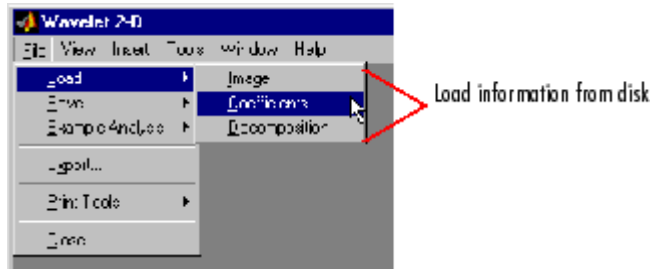 Wavelet 2-D
File View Insert Tools Window Help
Load
Image
Save
Coefficients
Example Analysis
Decomposition
Export...
Print Tools
Close
Load information from disk